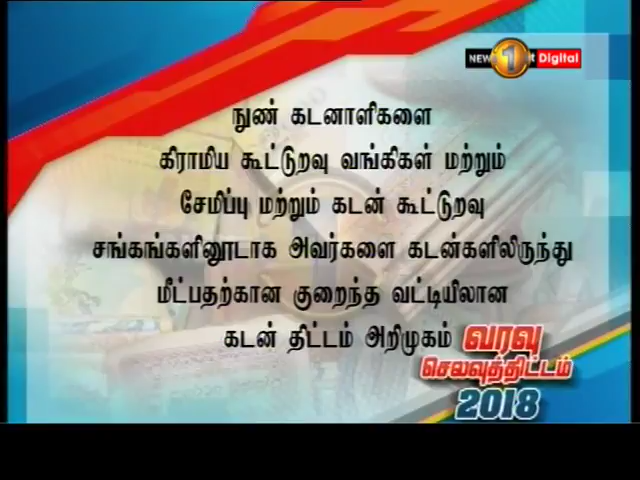 NEWS 1st Digital
நுண் கடனாளிகளை
கிராமிய கூட்டுறவு வங்கிகள் மற்றும்
சேமிப்பு மற்றும் கடன் கூட்டுறவு
சங்கங்களினூடாக அவர்களை கடன்களிலிருந்து
மீட்பதற்கான குறைந்த வட்டியிலான
கடன் திட்டம் அறிமுகம்
வரவு
செலவுத்திட்டம்
2018